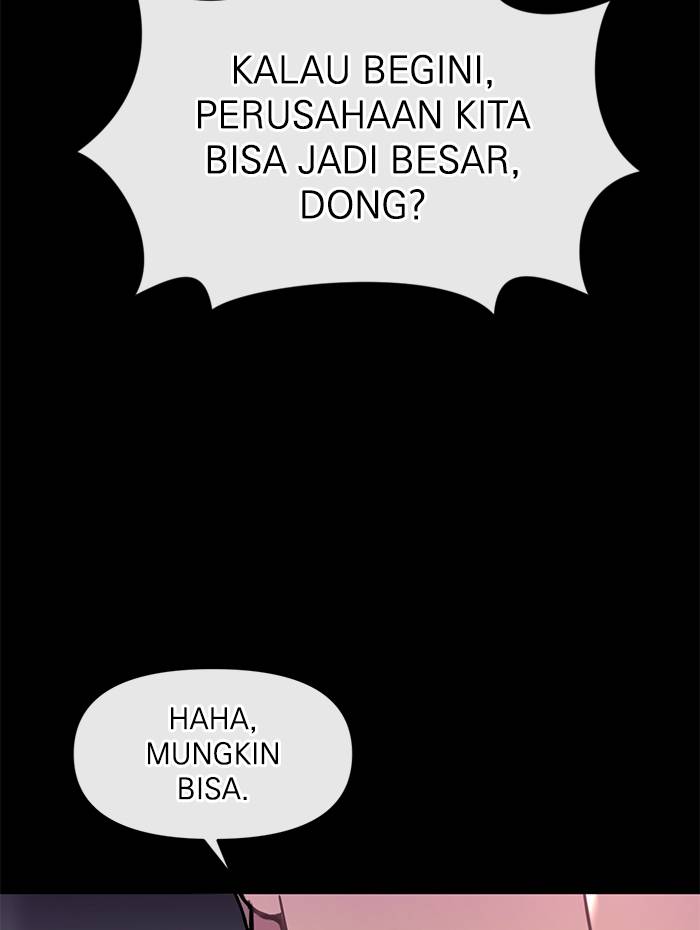 KALAU BEGINI,
PERUSAHAAN KITA
BISA JADI BESAR,
DONG?
HAHA,
MUNGKIN
BISA.